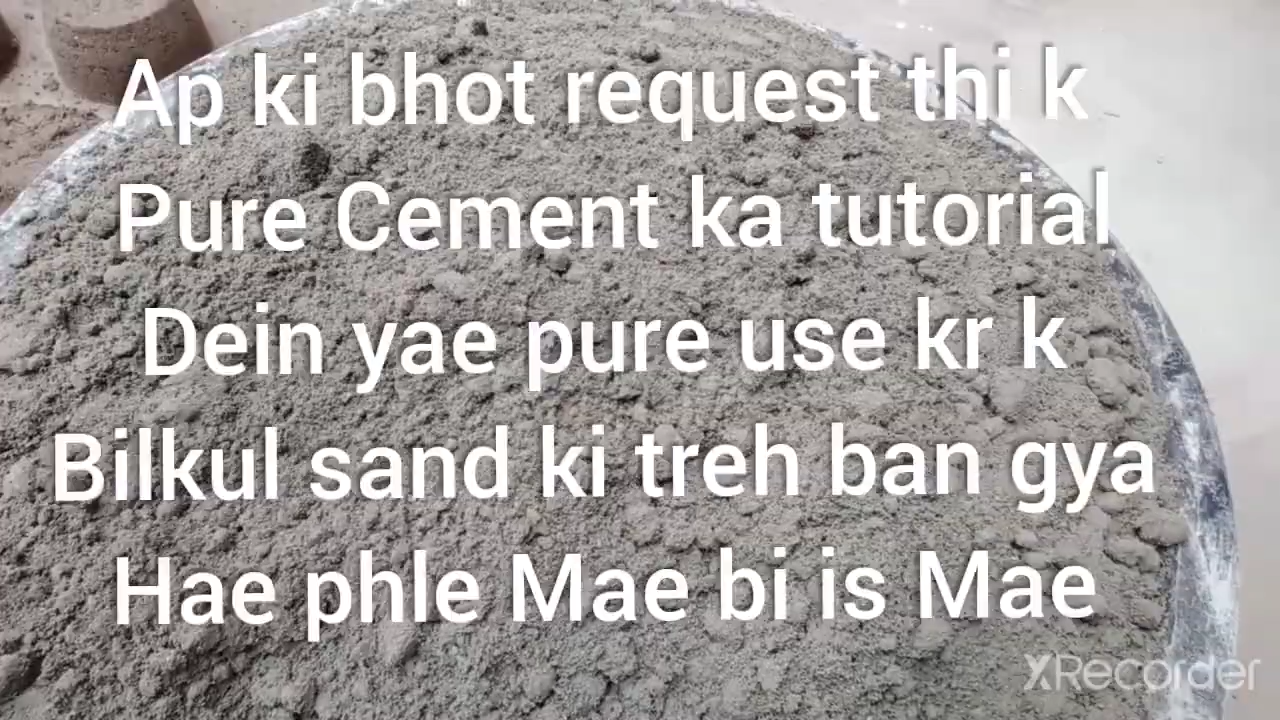 Ap ki bhot request thi k
Pure Cement ka tutorial
Dein yae pure use kr k
Bilkul sand ki treh ban gya
Hae phle Mae bi is Mae
XRecorder